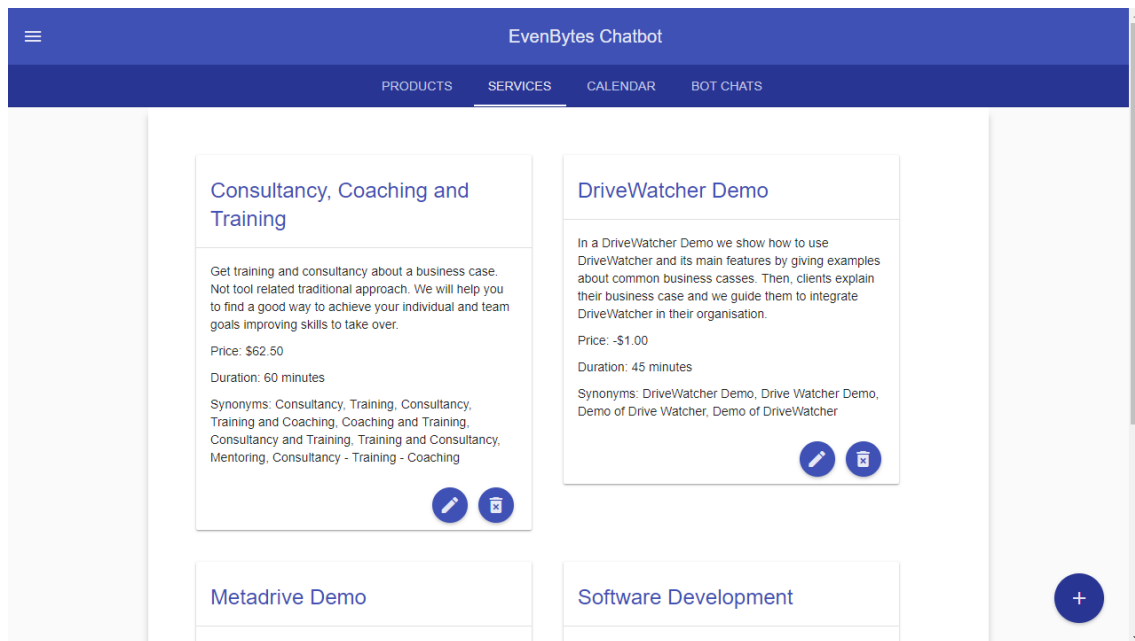 EvenBytes Chatbot
PRODUCTS SERVICES CALENDAR BOT CHATS
Consultancy, Coaching and
Training
Get training and consultancy about a business case.
Not tool related traditional approach. We will help you
to find a good way to achieve your individual and team
goals improving skills to take over.
Price: $62.50
Duration: 60 minutes
Synonyms: Consultancy, Training, Consultancy,
Training and Coaching, Coaching and Training,
Consultancy and Training, Training and Consultancy,
Mentoring, Consultancy - Training - Coaching
DriveWatcher Demo
In a DriveWatcher Demo we show how to use
DriveWatcher and its main features by giving examples
about common business casses. Then, clients explain
their business case and we guide them to integrate
DriveWatcher in their organisation.
Price: -$1.00
Duration: 45 minutes
Synonyms: DriveWatcher Demo, Drive Watcher Demo,
Demo of Drive Watcher, Demo of DriveWatcher
Metadrive Demo
Software Development